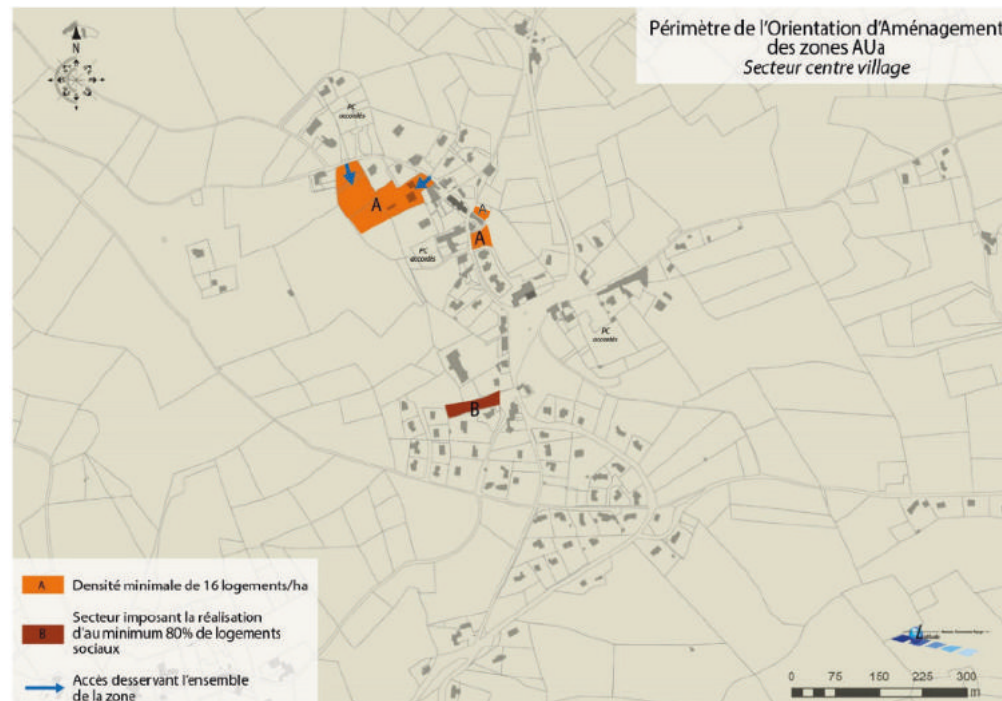 Périmètre de l'Orientation d'Aménagement
des zones AUa
Secteur centre village
N
PC
accordés
A
A
A
PC
accordés
PC
accordés
B
A Densité minimale de 16 logements/ha
B Secteur imposant la réalisation
d'au minimum 80% de logements
sociaux
Accès desservant l'ensemble
de la zone
0 75 150 225 300
m